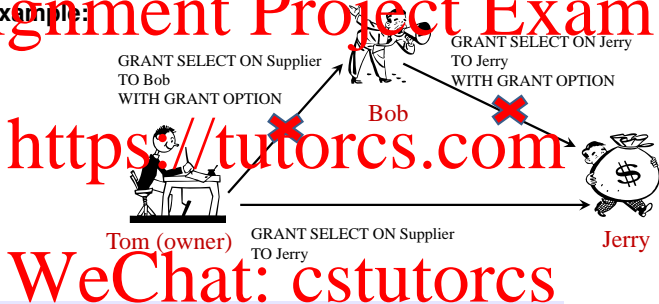 gnment Project Exam
example:
GRANT SELECT ON Supplier
TO Bob
WITH GRANT OPTION
GRANT SELECT ON Jerry
TO Jerry
WITH GRANT OPTION
Bob
https://tutorcs.com
$
Tom (owner)
GRANT SELECT ON Supplier
TO Jerry
Jerry
WeChat: cstutorcs